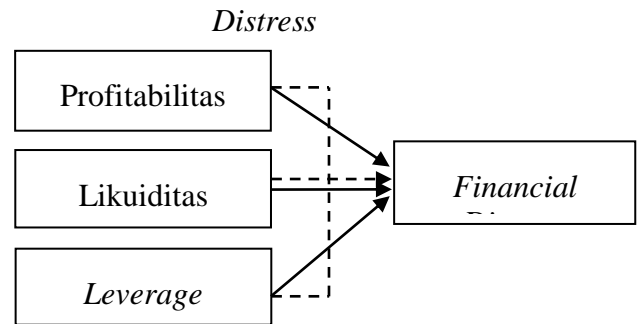 Distress
Profitabilitas
Likuiditas
Financial
Leverage